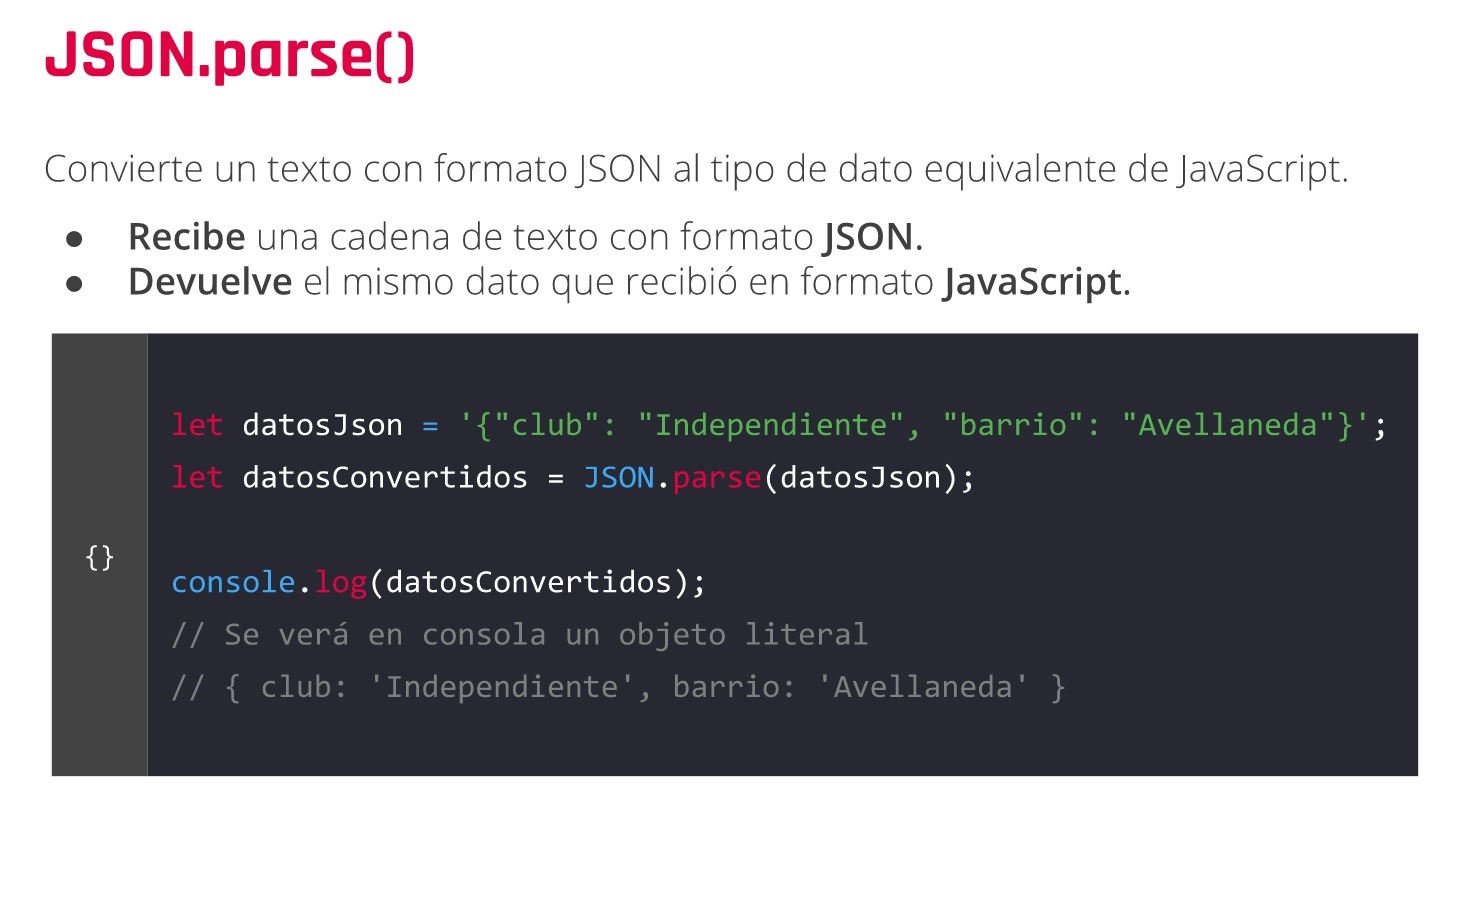 JSON.parse()
Convierte un texto con formato JSON al tipo de dato equivalente de JavaScript.
● Recibe una cadena de texto con formato JSON.
● Devuelve el mismo dato que recibió en formato JavaScript.
let datosJson = '{"club": "Independiente", "barrio": "Avellaneda"}';
let datosConvertidos = JSON.parse(datosJson);
{}
console.log(datosConvertidos);
// Se verá en consola un objeto literal
// { club: 'Independiente', barrio: 'Avellaneda' }